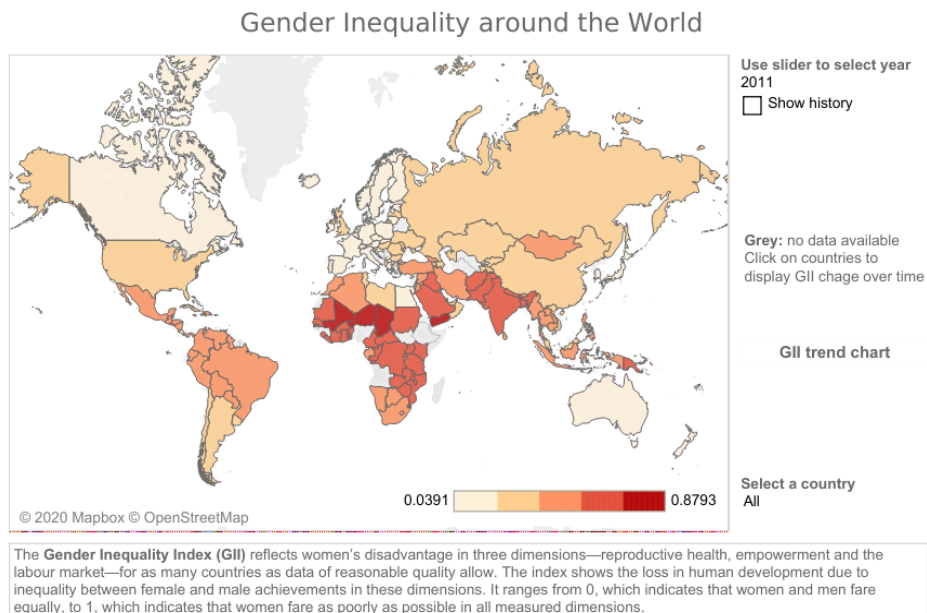 Gender Inequality around the World
Use slider to select year
2011
Show history
Grey: no data available
Click on countries to
display GII chage over time
GII trend chart
Select a country
All
0.0391
0.8793
© 2020 Mapbox © OpenStreetMap
The Gender Inequality Index (GII) reflects women’s disadvantage in three dimensions—reproductive health, empowerment and the
labour market—for as many countries as data of reasonable quality allow. The index shows the loss in human development due to
inequality between female and male achievements in these dimensions. It ranges from 0, which indicates that women and men fare
equally, to 1, which indicates that women fare as poorly as possible in all measured dimensions.